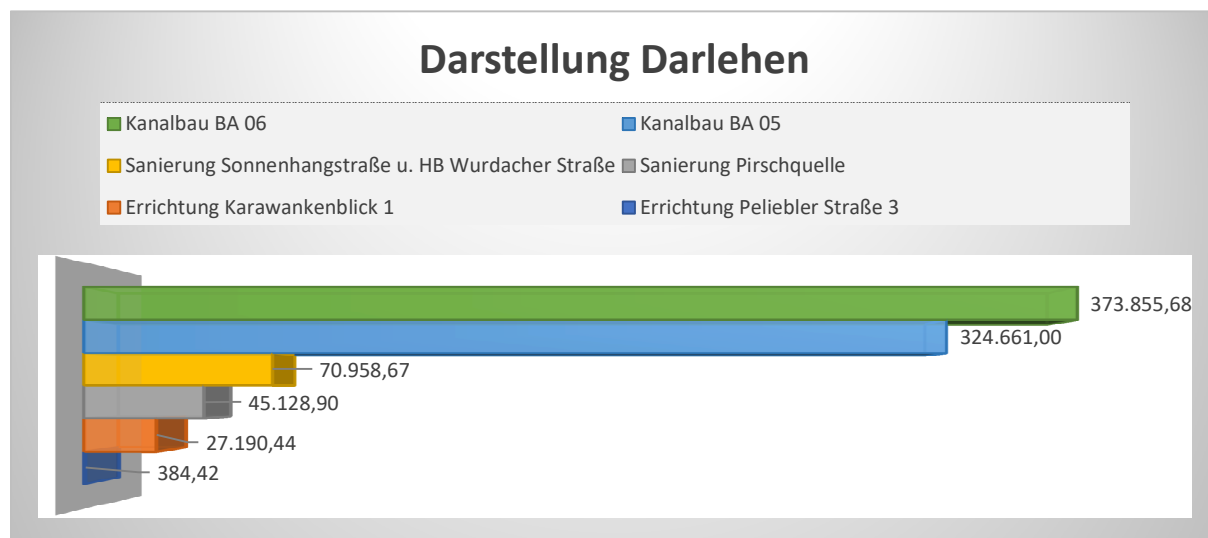 Darstellung Darlehen
Kanalbau BA 06
Kanalbau BA 05
Sanierung Sonnenhangstraße u. HB Wurdacher Straße
Sanierung Pirschquelle
Errichtung Karawankenblick 1
Errichtung Peliebler Straße 3
373.855,68
324.661,00
70.958,67
45.128,90
27.190,44
384,42